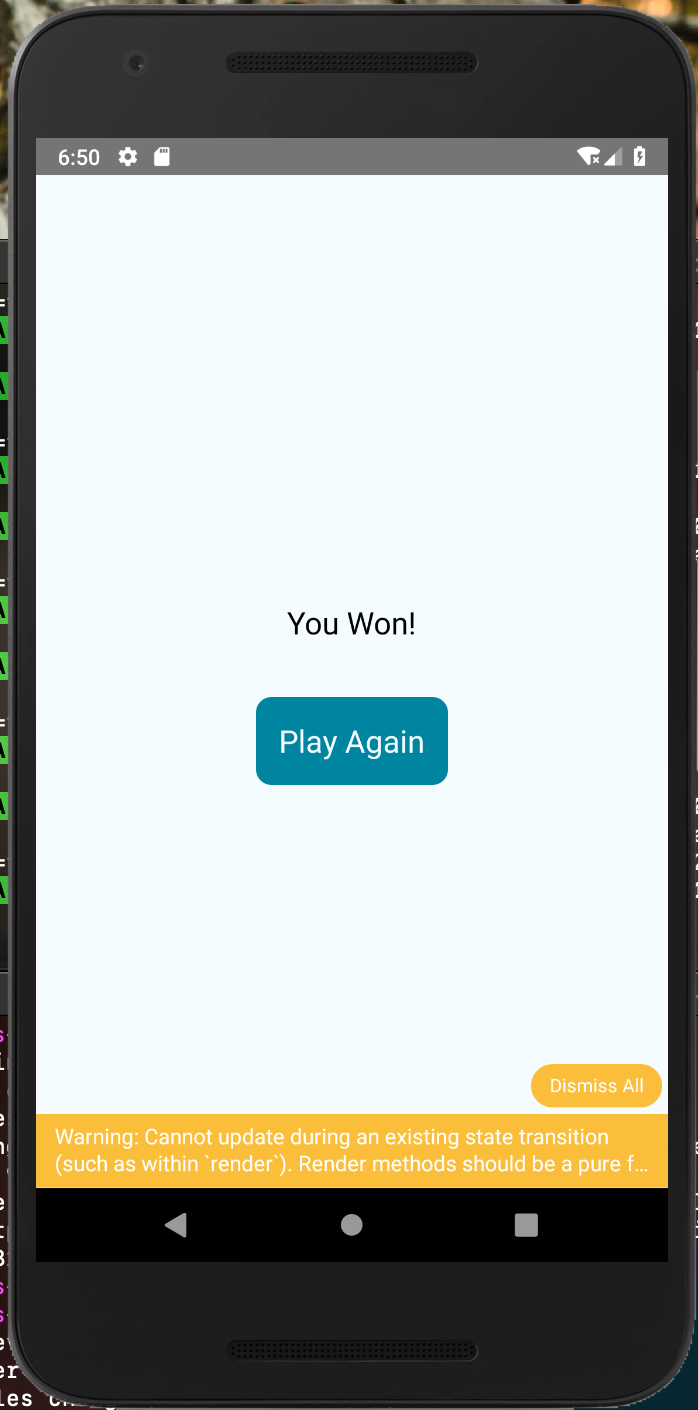 6:50
You Won!
Play Again
Dismiss All
Warning: Cannot update during an existing state transition
(such as within `render`). Render methods should be a pure f…